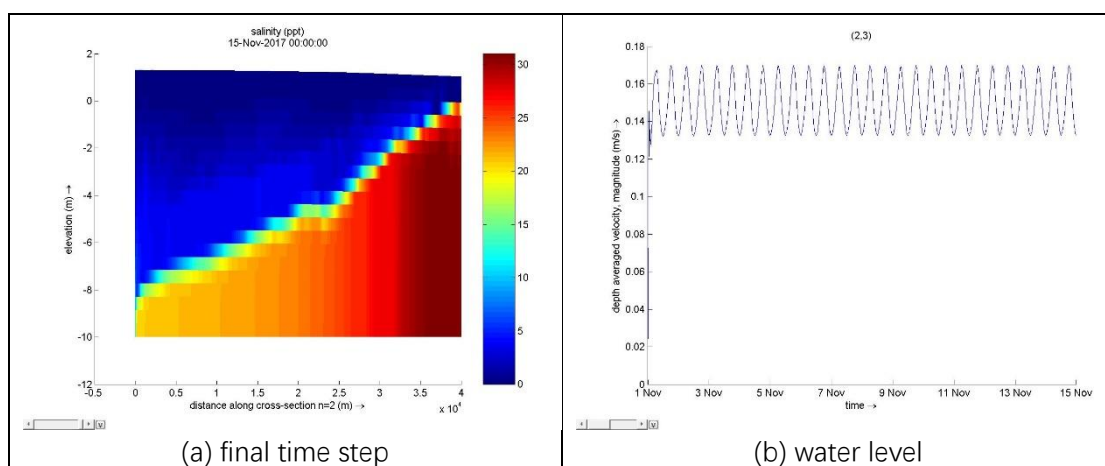 salinity (ppt)
15-Nov-2017 00:00:00
2
0
-2
-4
-6
-8
-10
-12
elevation (m) →
-0.5
0
0.5
1
1.5
2
2.5
3
3.5
4
distance along cross-section n=2 (m) →
x 10⁴
30
25
20
15
10
5
0
V
(a) final time step
(2,3)
0.18
0.16
0.14
0.12
0.1
0.08
0.06
0.04
0.02
0
depth averaged velocity, magnitude (m/s) →
1 Nov
3 Nov
5 Nov
7 Nov
9 Nov
11 Nov
13 Nov
15 Nov
time →
V
(b) water level